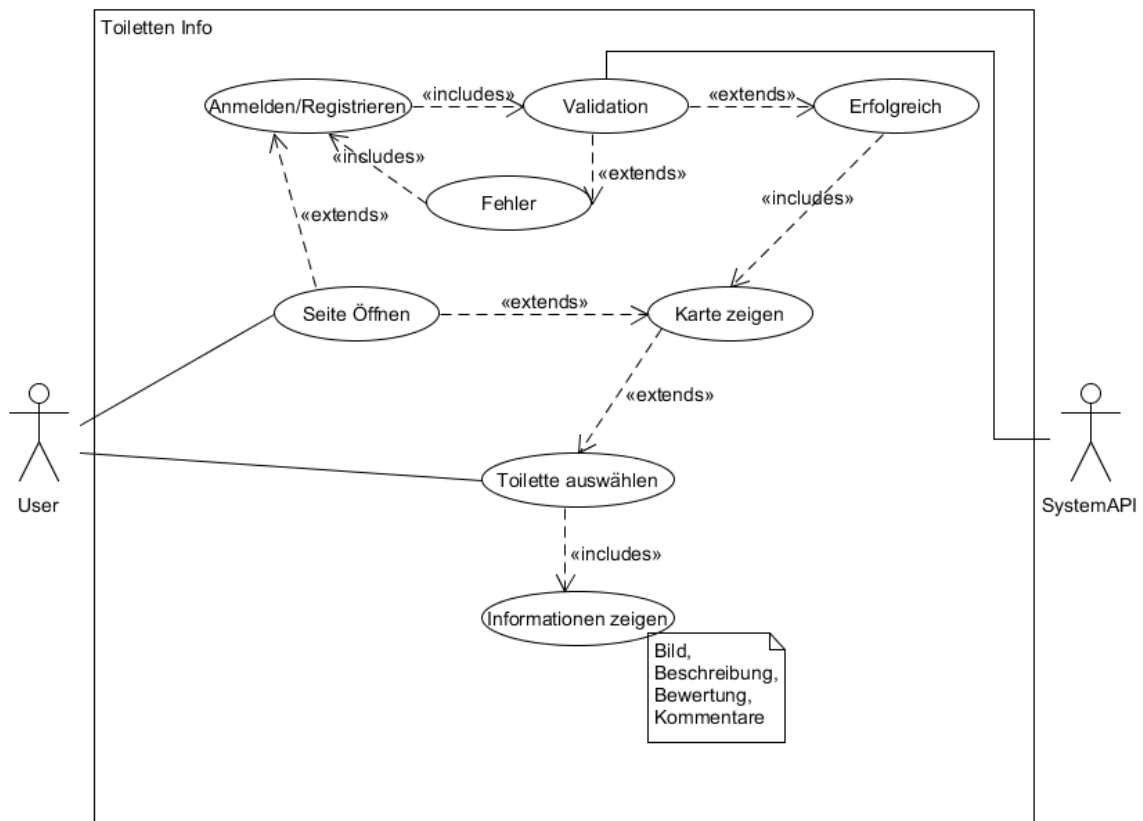 Toiletten Info
Anmelden/Registrieren
«includes»
Validation
«extends»
Erfolgreich
«includes»
«extends»
Fehler
«includes»
«extends»
Seite Öffnen
«extends»
Karte zeigen
«extends»
User
Toilette auswählen
SystemAPI
«includes»
Informationen zeigen
Bild,
Beschreibung,
Bewertung,
Kommentare